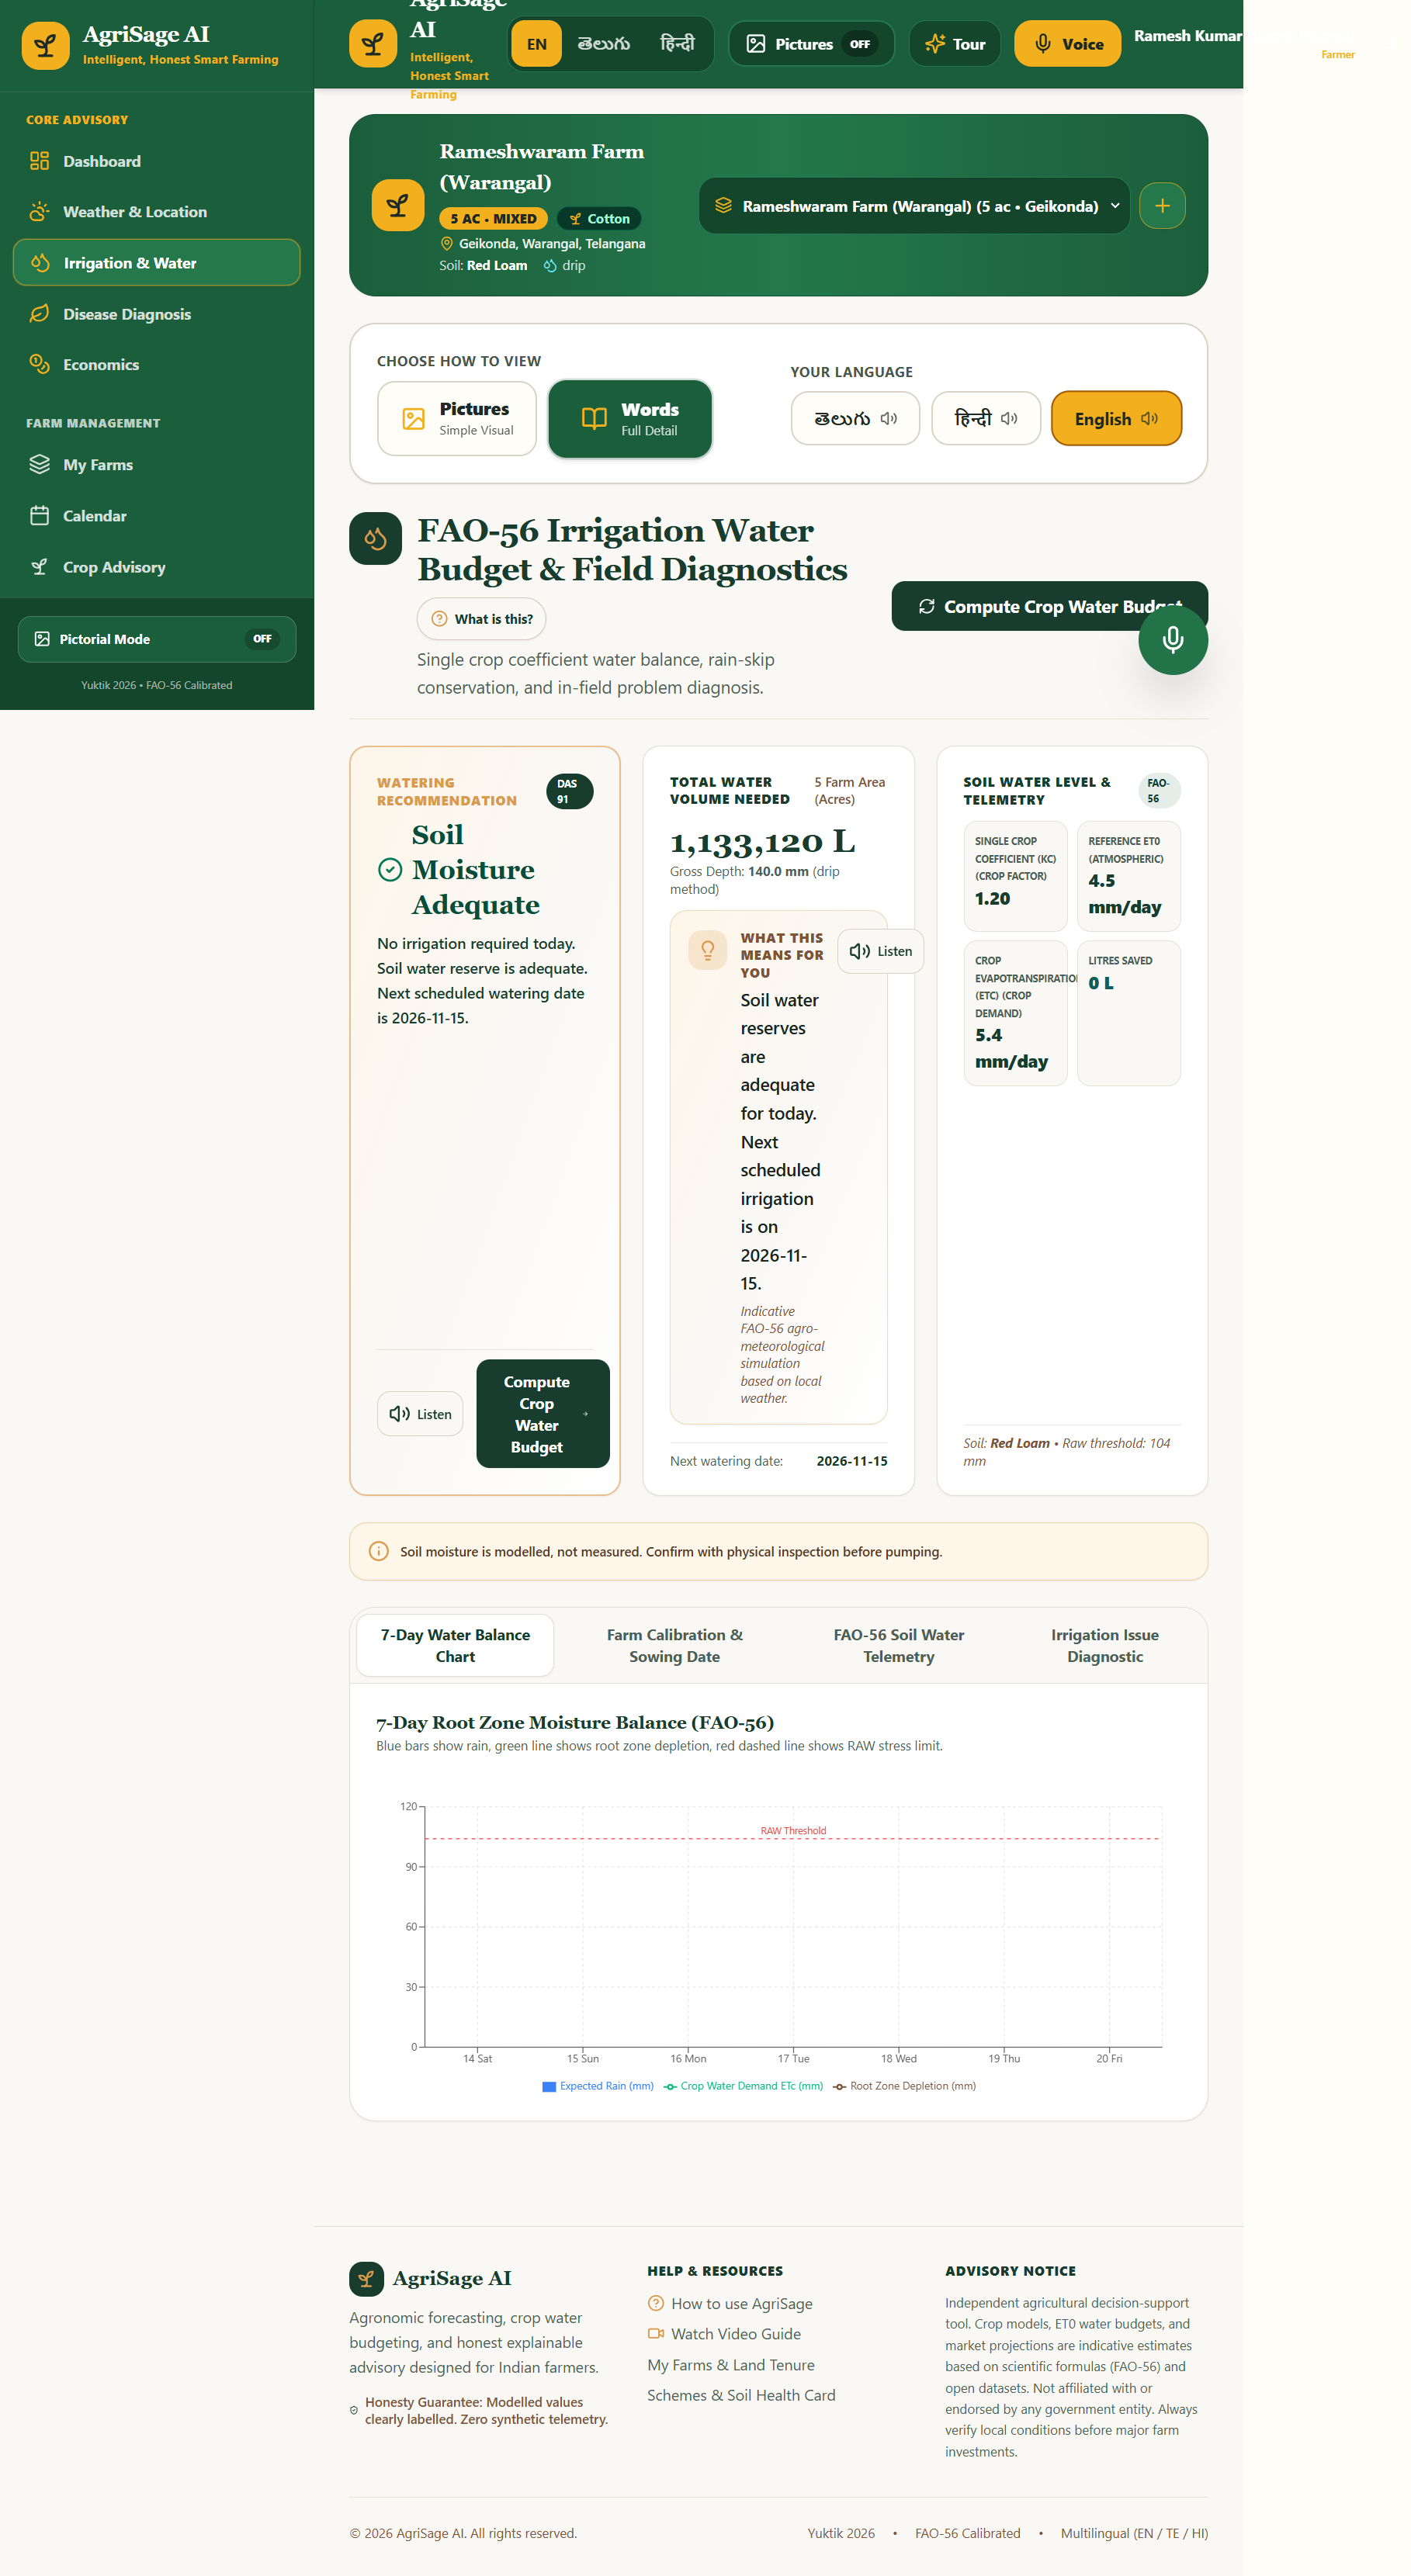 AgriSage AI
Intelligent, Honest Smart Farming
CORE ADVISORY
Dashboard
Weather & Location
Irrigation & Water
Disease Diagnosis
Economics
FARM MANAGEMENT
My Farms
Calendar
Crop Advisory
Pictorial Mode OFF
Yuktik 2026 • FAO-56 Calibrated
AgriSage
AI
Intelligent,
Honest Smart
Farming
EN తెలుగు हिन्दी
Pictures OFF
Tour
Voice
Ramesh Kumar
Farmer
Rameshwaram Farm
(Warangal)
5 AC • MIXED Cotton
Geikonda, Warangal, Telangana
Soil: Red Loam drip
Rameshwaram Farm (Warangal) (5 ac • Geikonda)
CHOOSE HOW TO VIEW
Pictures
Simple Visual
Words
Full Detail
YOUR LANGUAGE
తెలుగు
हिन्दी
English
FAO-56 Irrigation Water
Budget & Field Diagnostics
What is this?
Single crop coefficient water balance, rain-skip
conservation, and in-field problem diagnosis.
Compute Crop Water Budget
WATERING
RECOMMENDATION
DAS
91
Soil
Moisture
Adequate
No irrigation required today.
Soil water reserve is adequate.
Next scheduled watering date
is 2026-11-15.
Listen
Compute
Crop
Water
Budget
TOTAL WATER
VOLUME NEEDED
5 Farm Area
(Acres)
1,133,120 L
Gross Depth: 140.0 mm (drip
method)
WHAT THIS
MEANS FOR
YOU
Listen
Soil water
reserves
are
adequate
for today.
Next
scheduled
irrigation
is on
2026-11-
15.
Indicative
FAO-56 agro-
meteorological
simulation
based on local
weather.
Next watering date: 2026-11-15
SOIL WATER LEVEL &
TELEMETRY
FAO-
56
SINGLE CROP
COEFFICIENT (KC)
(CROP FACTOR)
1.20
REFERENCE ET0
(ATMOSPHERIC)
4.5
mm/day
CROP
EVAPOTRANSPIRATION
(ETC) (CROP
DEMAND)
5.4
mm/day
LITRES SAVED
0 L
Soil: Red Loam • Raw threshold: 104
mm
Soil moisture is modelled, not measured. Confirm with physical inspection before pumping.
7-Day Water Balance
Chart
Farm Calibration &
Sowing Date
FAO-56 Soil Water
Telemetry
Irrigation Issue
Diagnostic
7-Day Root Zone Moisture Balance (FAO-56)
Blue bars show rain, green line shows root zone depletion, red dashed line shows RAW stress limit.
120
RAW Threshold
90
60
30
0
14 Sat 15 Sun 16 Mon 17 Tue 18 Wed 19 Thu 20 Fri
Expected Rain (mm) Crop Water Demand ETc (mm) Root Zone Depletion (mm)
AgriSage AI
Agronomic forecasting, crop water
budgeting, and honest explainable
advisory designed for Indian farmers.
Honesty Guarantee: Modelled values
clearly labelled. Zero synthetic telemetry.
HELP & RESOURCES
How to use AgriSage
Watch Video Guide
My Farms & Land Tenure
Schemes & Soil Health Card
ADVISORY NOTICE
Independent agricultural decision-support
tool. Crop models, ET0 water budgets, and
market projections are indicative estimates
based on scientific formulas (FAO-56) and
open datasets. Not affiliated with or
endorsed by any government entity. Always
verify local conditions before major farm
investments.
© 2026 AgriSage AI. All rights reserved.
Yuktik 2026 • FAO-56 Calibrated • Multilingual (EN / TE / HI)